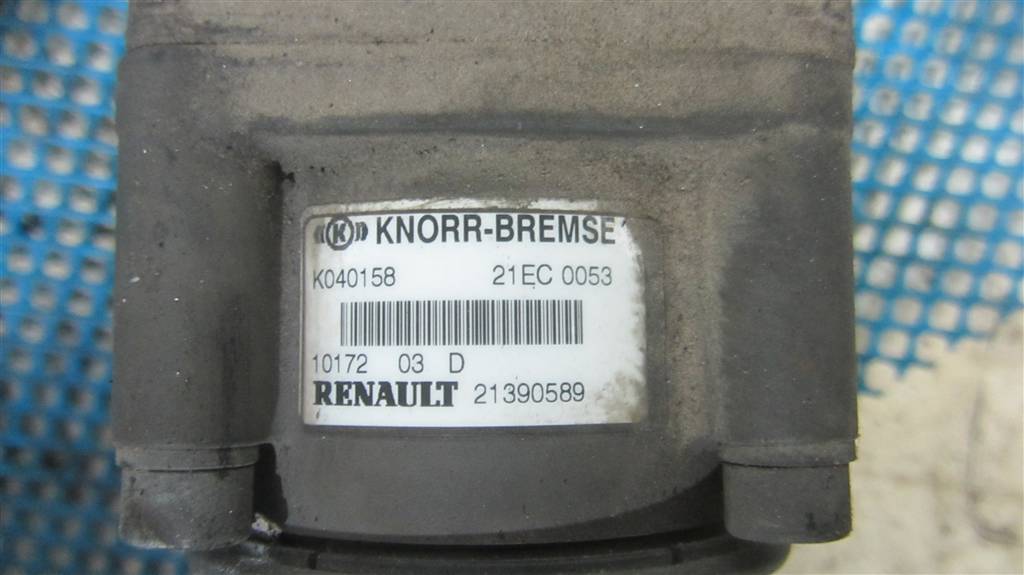 K KNORR-BREMSE
K040158 21EC 0053
10172 03 D
RENAULT 21390589